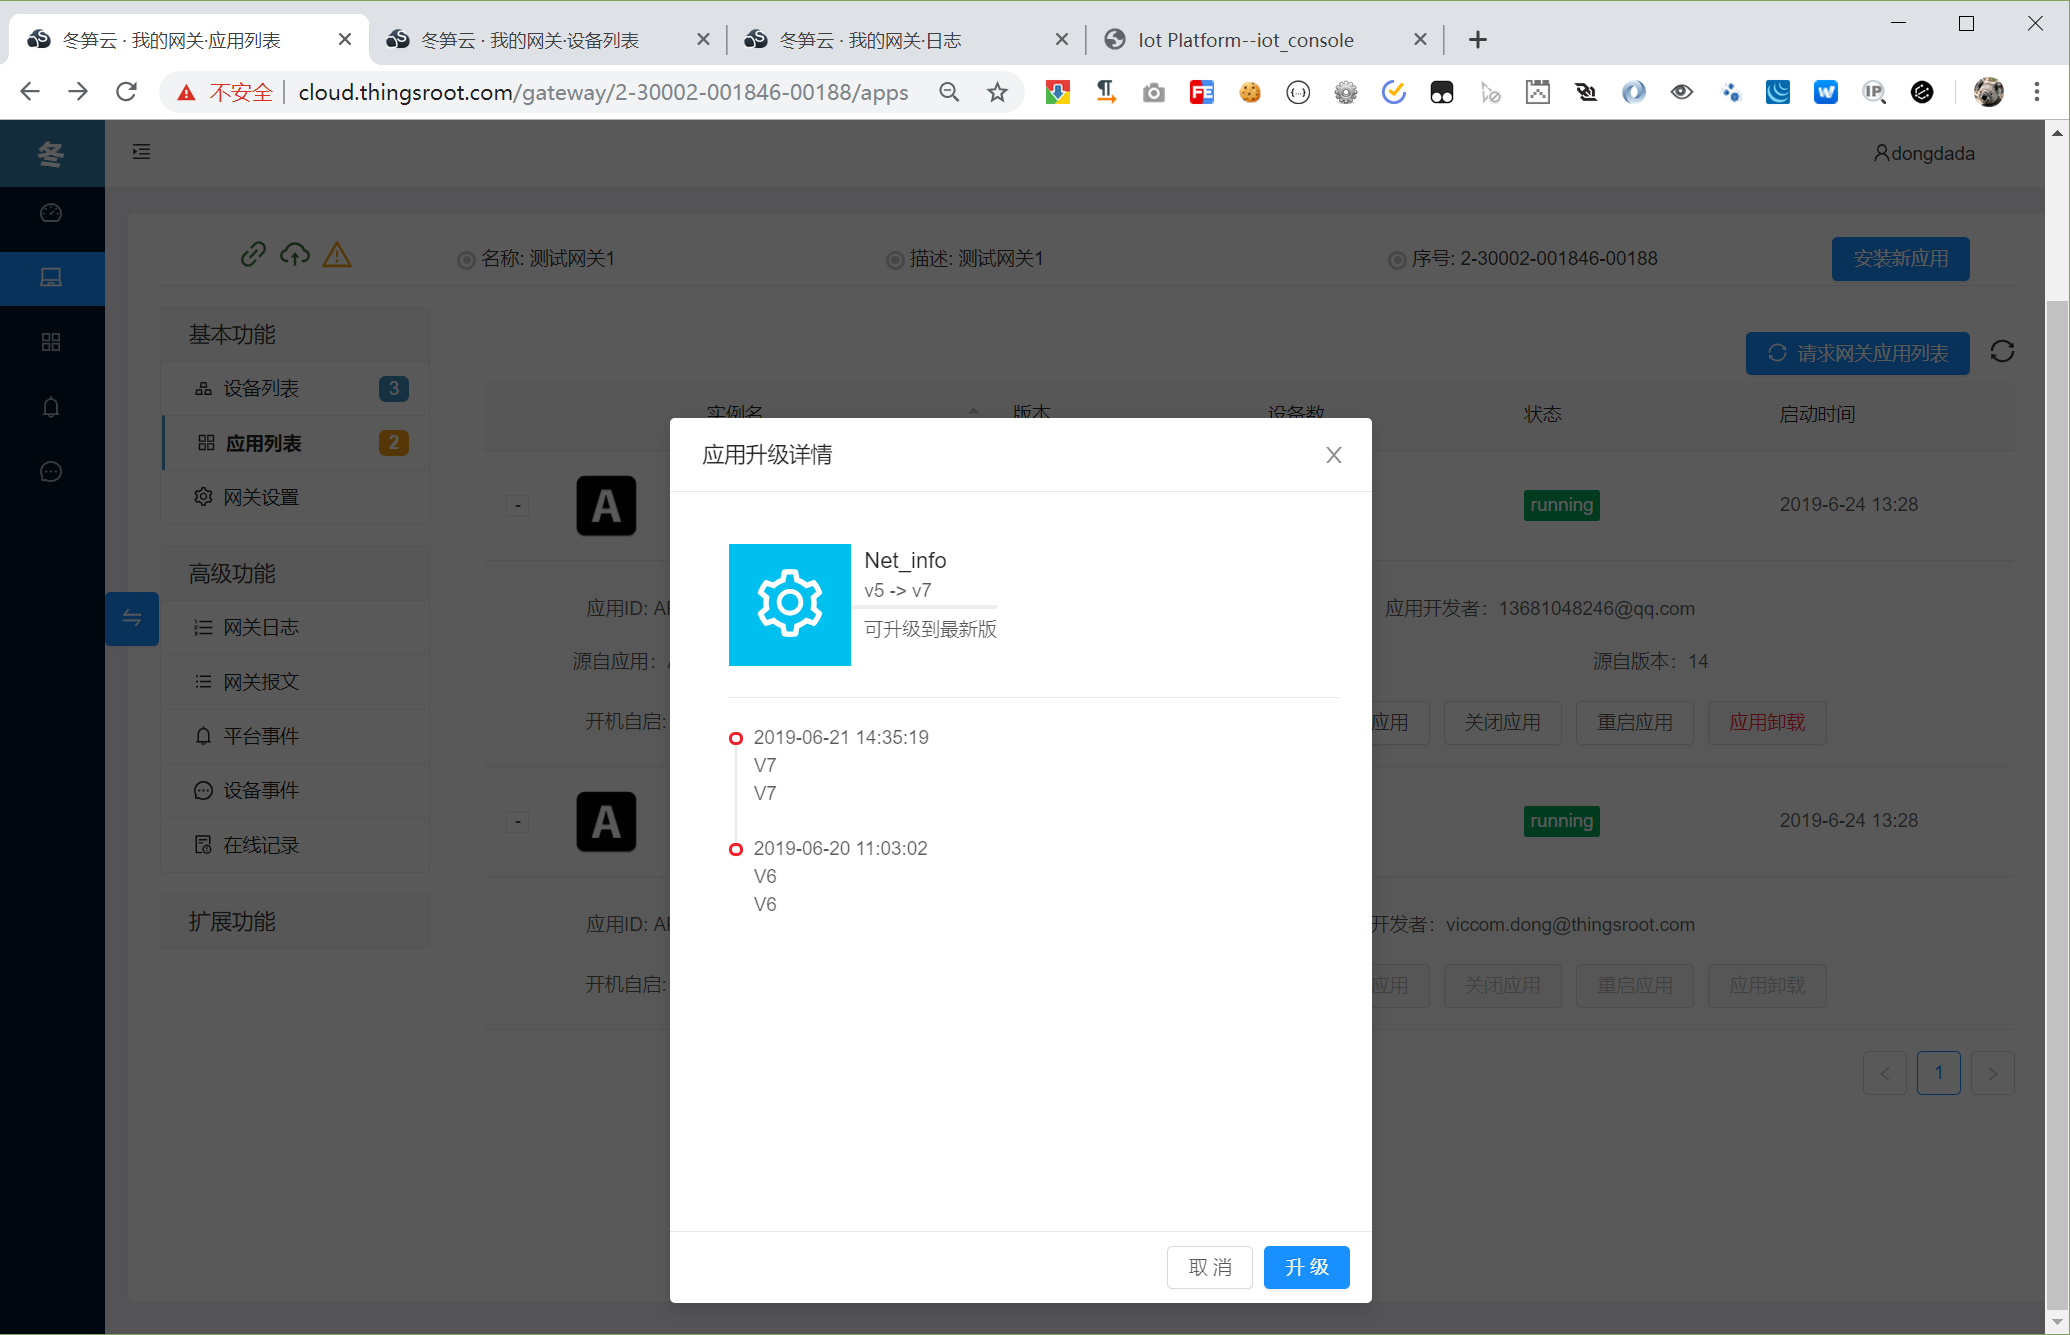 冬笋云 · 我的网关·应用列表
冬笋云 · 我的网关·设备列表
冬笋云 · 我的网关·日志
Iot Platform--iot_console
不安全
cloud.thingsroot.com/gateway/2-30002-001846-00188/apps
冬
dongdada
名称: 测试网关1
描述: 测试网关1
序号: 2-30002-001846-00188
安装新应用
基本功能
设备列表
3
应用列表
2
网关设置
高级功能
网关日志
网关报文
平台事件
设备事件
在线记录
扩展功能
请求网关应用列表
实例名
版本
设备数
状态
启动时间
-
A
running
2019-6-24 13:28
应用ID:
应用开发者：13681048246@qq.com
源自应用：
源自版本：14
开机自启:
应用
关闭应用
重启应用
应用卸载
-
A
running
2019-6-24 13:28
应用ID:
开发者：viccom.dong@thingsroot.com
开机自启:
应用
关闭应用
重启应用
应用卸载
<
1
>
应用升级详情
X
Net_info
v5 -> v7
可升级到最新版
2019-06-21 14:35:19
V7
V7
2019-06-20 11:03:02
V6
V6
取 消
升 级